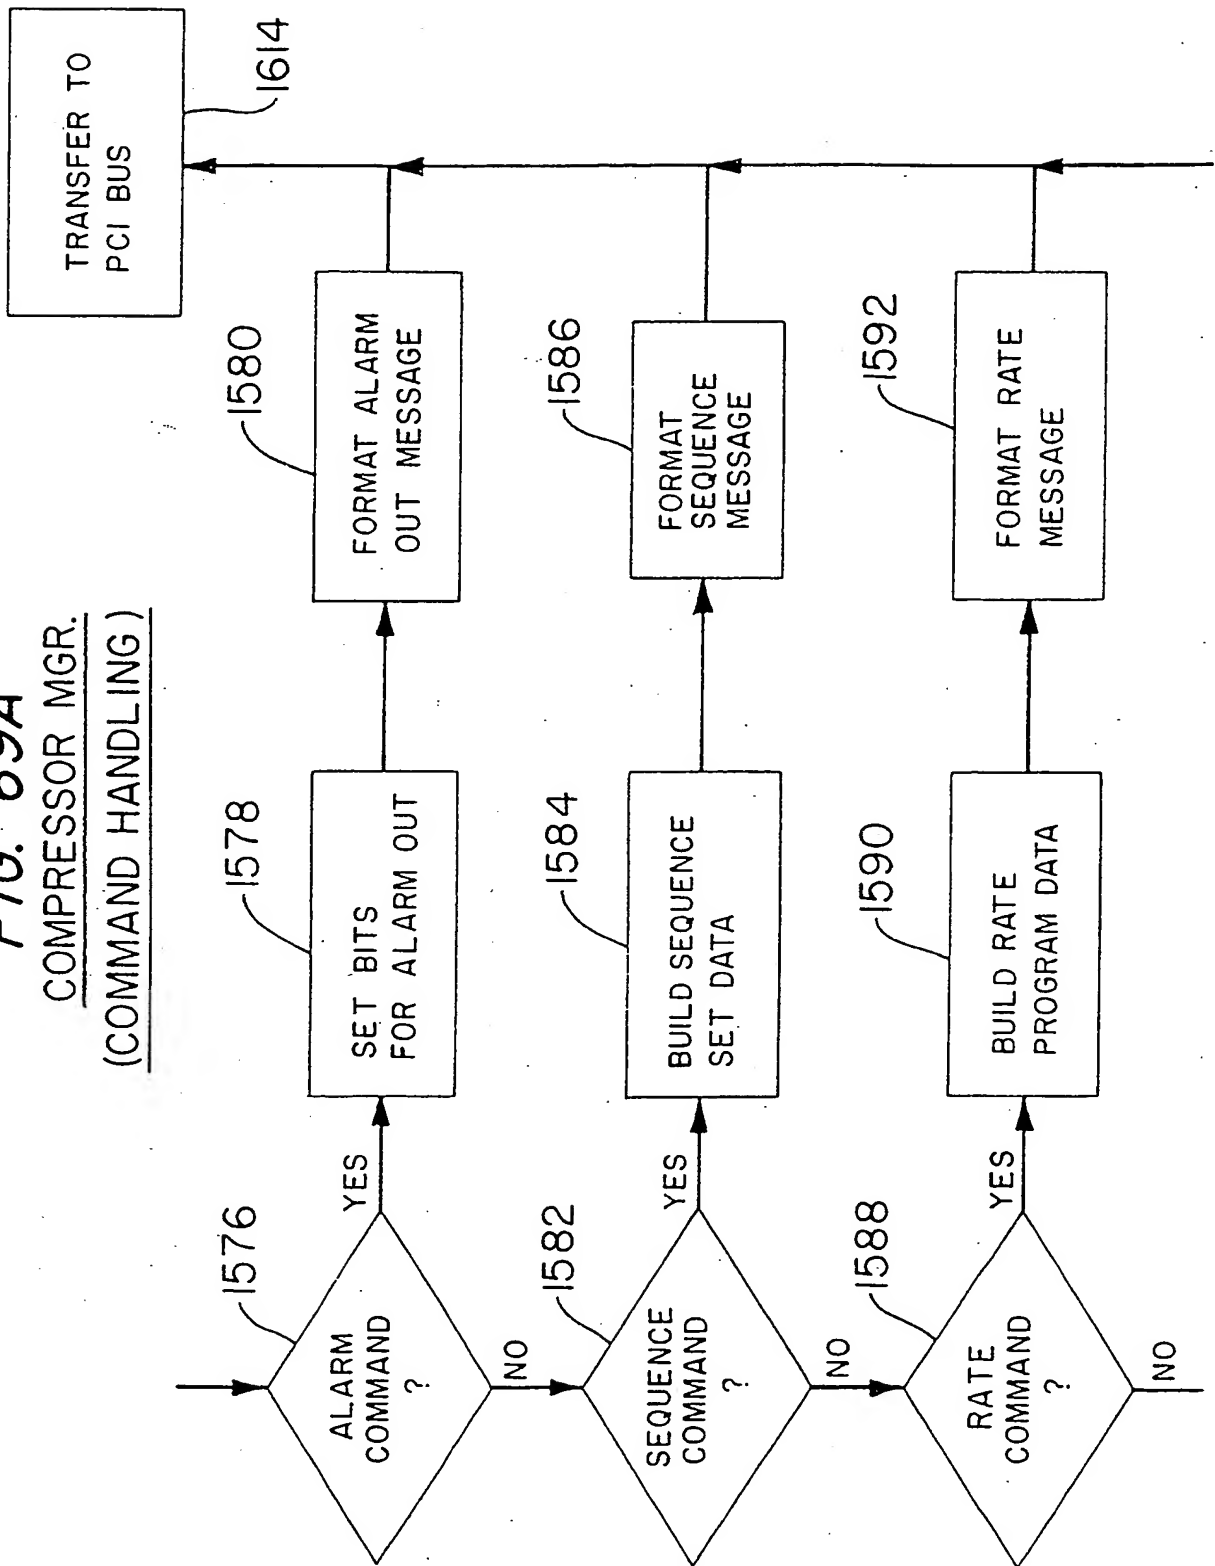 FIG.
COMPRESSOR MGR.
(COMMAND HANDLING)
TRANSFER TO
PCI BUS
1614
1576
ALARM
COMMAND
?
YES
NO
1578
SET BITS
FOR ALARM OUT
1580
FORMAT ALARM
OUT MESSAGE
1582
SEQUENCE
COMMAND
?
YES
NO
1584
BUILD SEQUENCE
SET DATA
1586
FORMAT
SEQUENCE
MESSAGE
1588
RATE
COMMAND
?
YES
NO
1590
BUILD RATE
PROGRAM DATA
1592
FORMAT RATE
MESSAGE